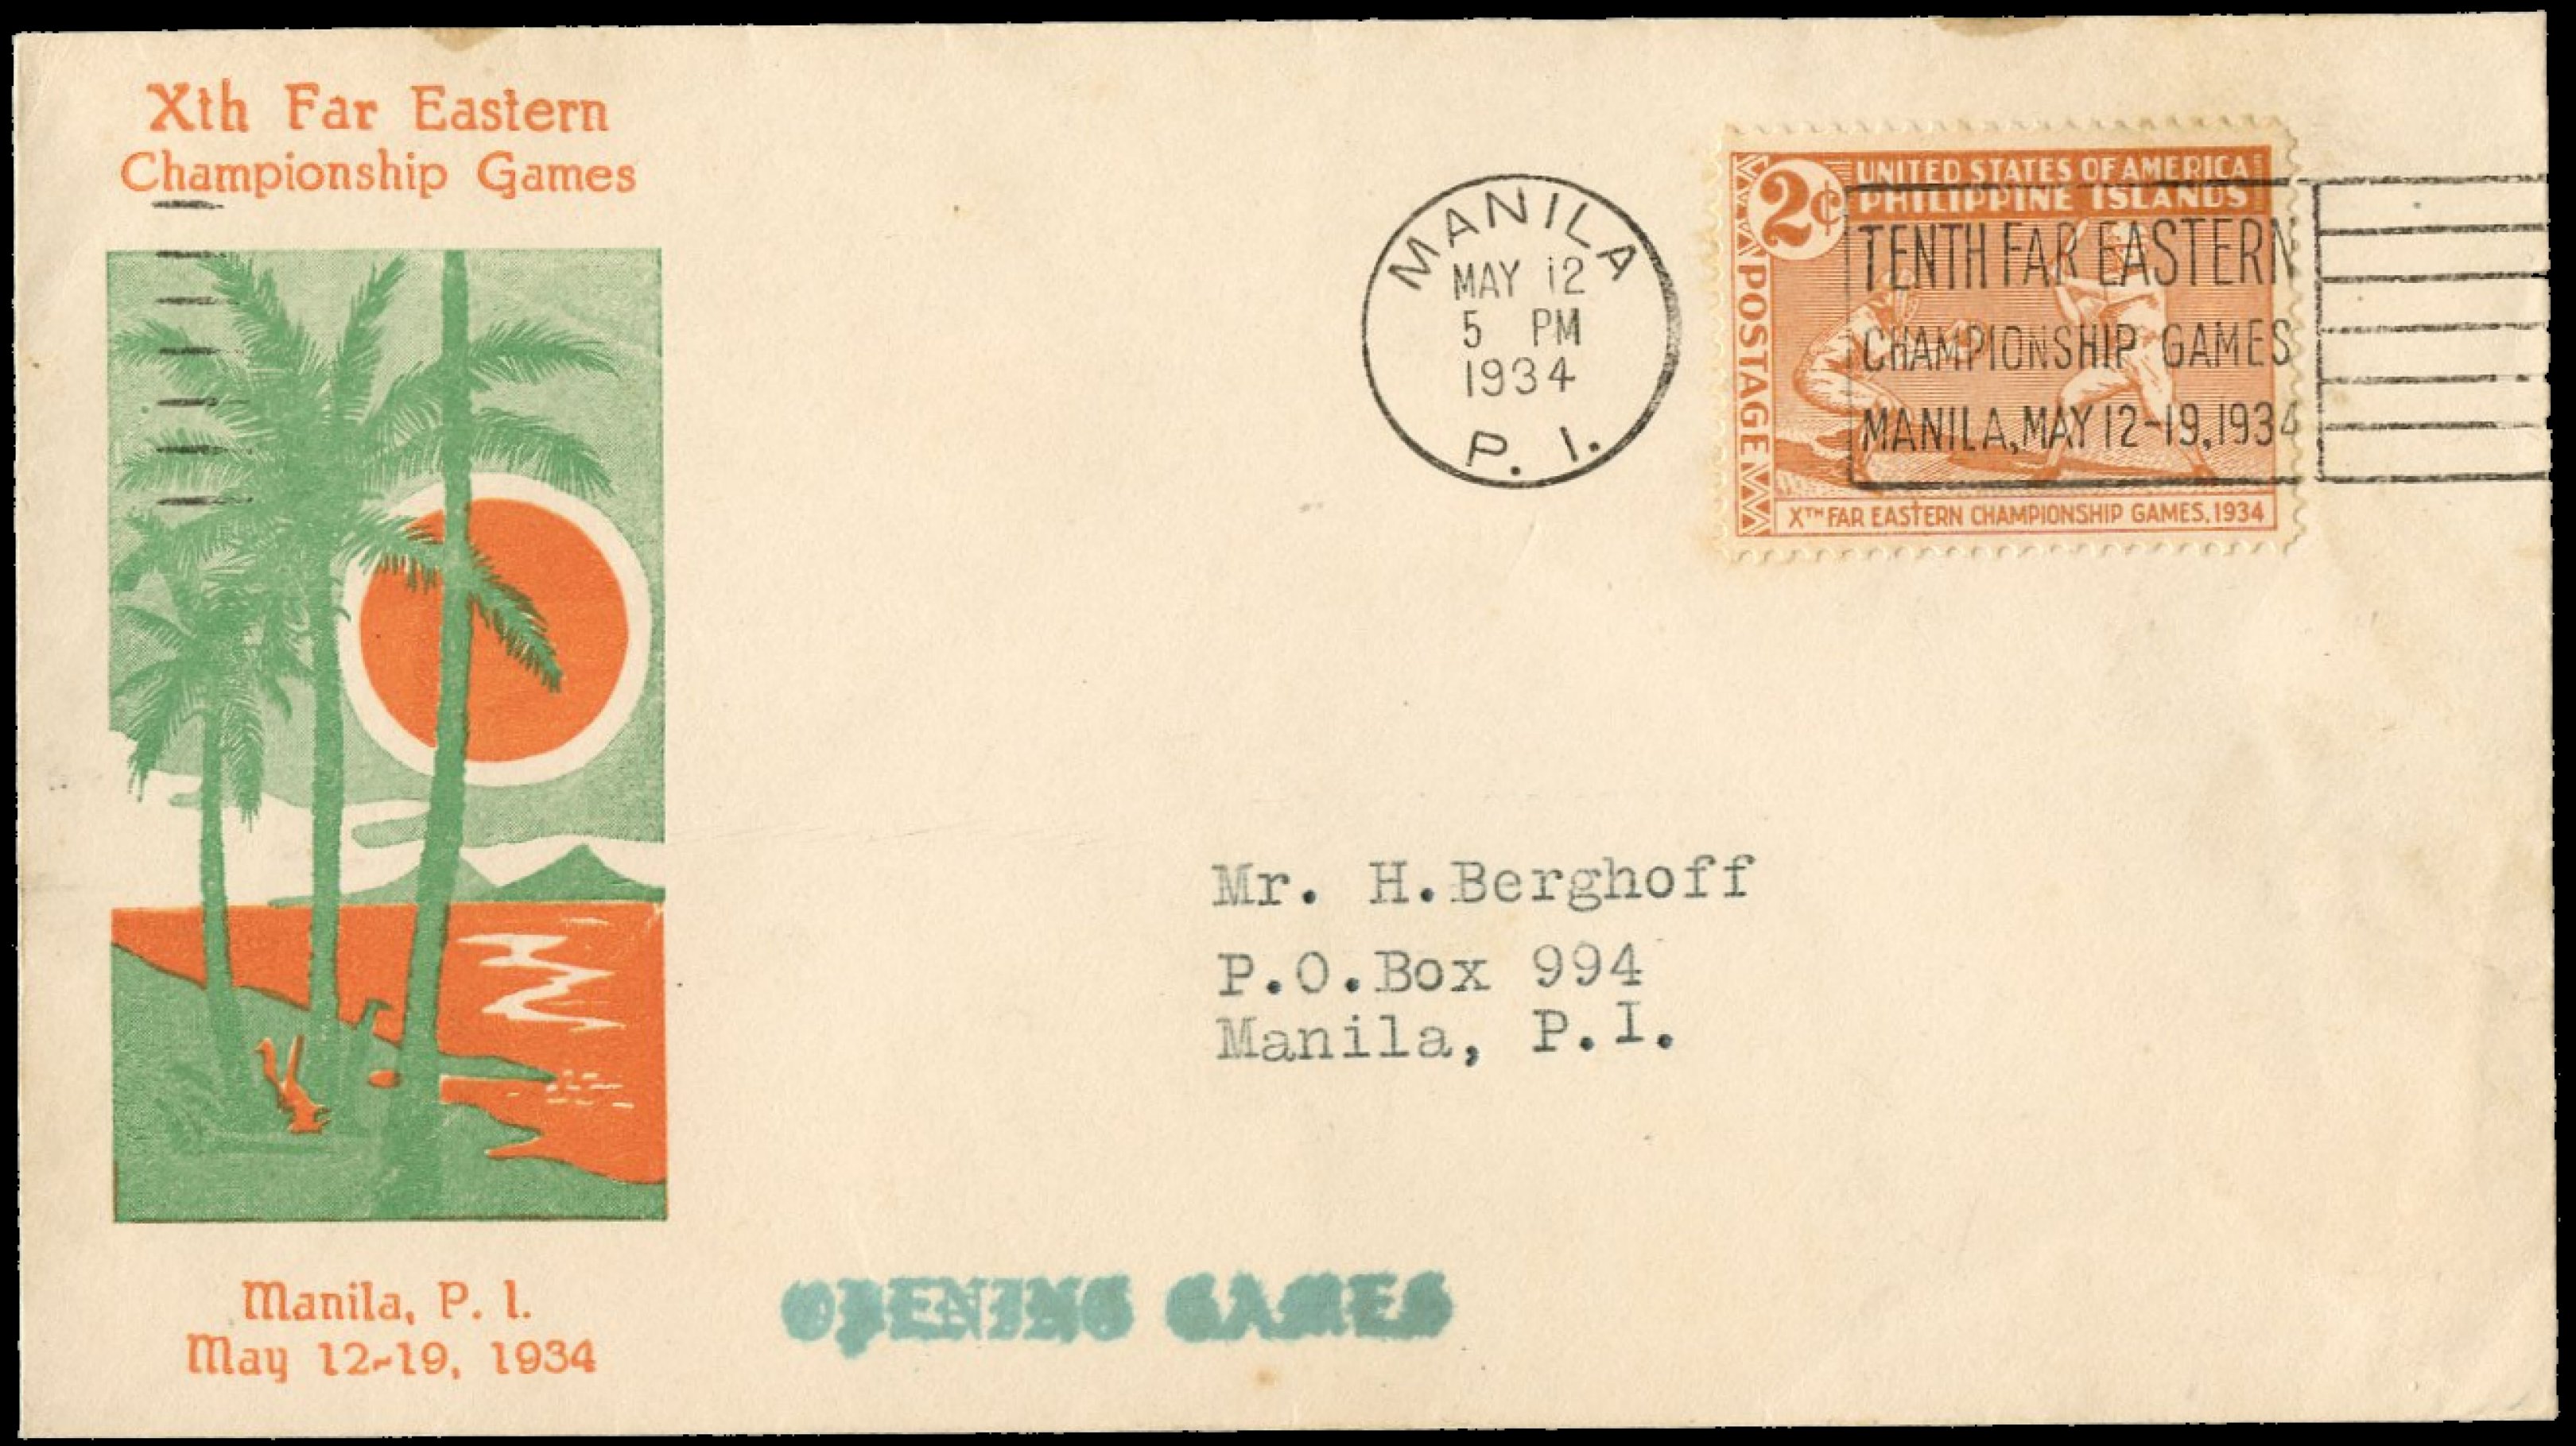 Xth Far Eastern
Championship Games
MANILA
MAY 12
5 PM
1934
P. I.
2¢
UNITED STATES OF AMERICA
PHILIPPINE ISLANDS
POSTAGE
TENTH FAR EASTERN
CHAMPIONSHIP GAMES
MANILA, MAY 12-19, 1934
XTH FAR EASTERN CHAMPIONSHIP GAMES, 1934
Mr. H.Berghoff
P.O.Box 994
Manila, P.I.
Manila, P. I.
May 12-19, 1934
OPENING GAMES